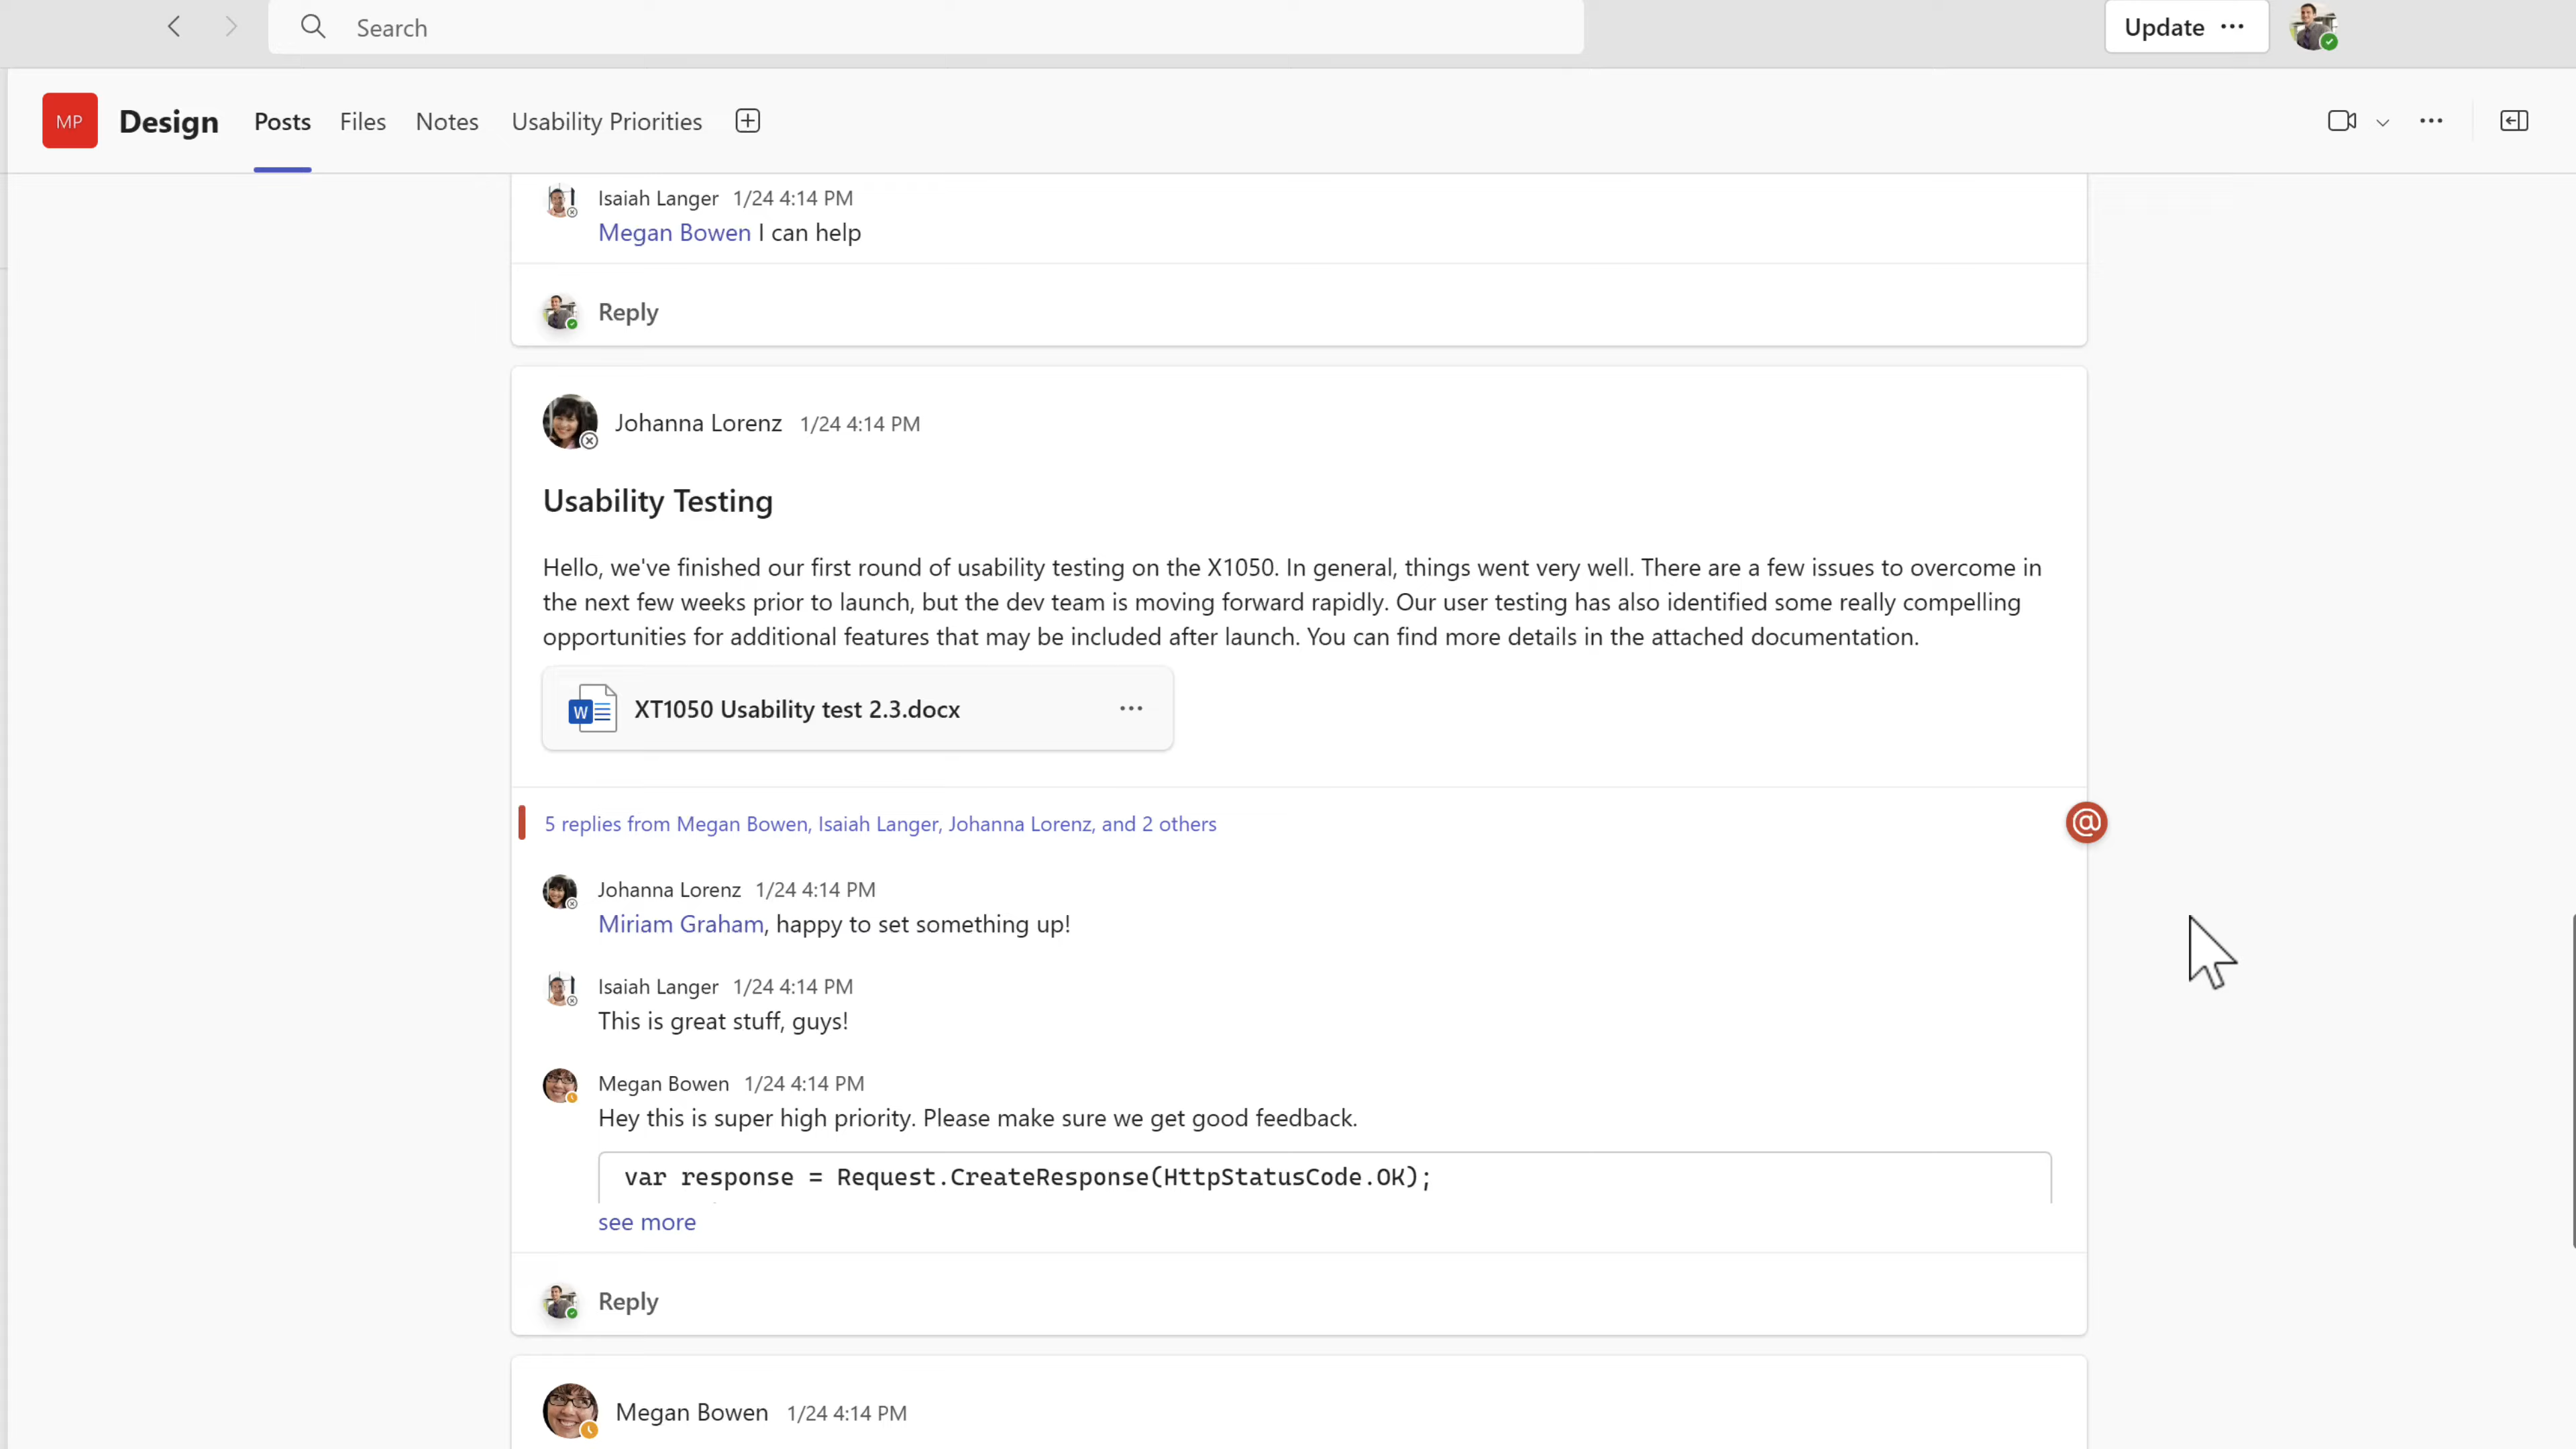 Search
Update
MP
Design
Posts
Files
Notes
Usability Priorities
Isaiah Langer 1/24 4:14 PM
Megan Bowen I can help
Reply
Johanna Lorenz 1/24 4:14 PM
Usability Testing
Hello, we've finished our first round of usability testing on the X1050. In general, things went very well. There are a few issues to overcome in
the next few weeks prior to launch, but the dev team is moving forward rapidly. Our user testing has also identified some really compelling
opportunities for additional features that may be included after launch. You can find more details in the attached documentation.
W
XT1050 Usability test 2.3.docx
5 replies from Megan Bowen, Isaiah Langer, Johanna Lorenz, and 2 others
@
Johanna Lorenz 1/24 4:14 PM
Miriam Graham, happy to set something up!
Isaiah Langer 1/24 4:14 PM
This is great stuff, guys!
Megan Bowen 1/24 4:14 PM
Hey this is super high priority. Please make sure we get good feedback.
var response = Request.CreateResponse(HttpStatusCode.OK);
see more
Reply
Megan Bowen 1/24 4:14 PM